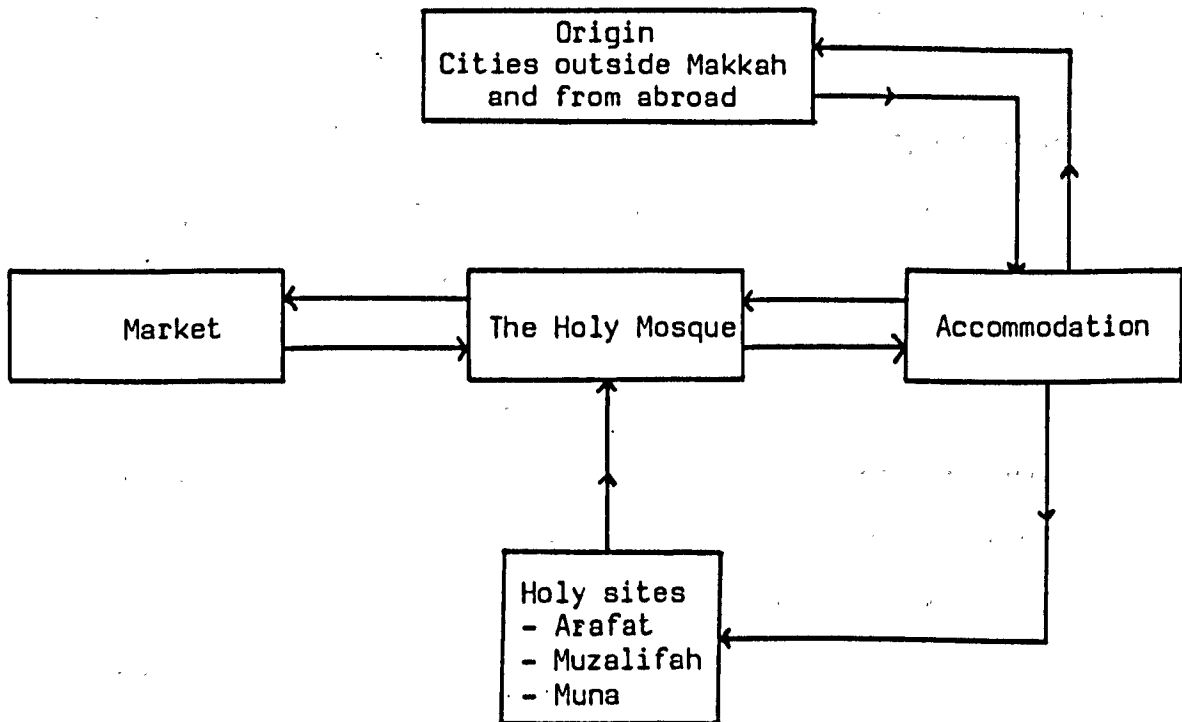 Origin
Cities outside Makkah
and from abroad
Market
The Holy Mosque
Accommodation
Holy sites
- Arafat
- Muzalifah
- Muna